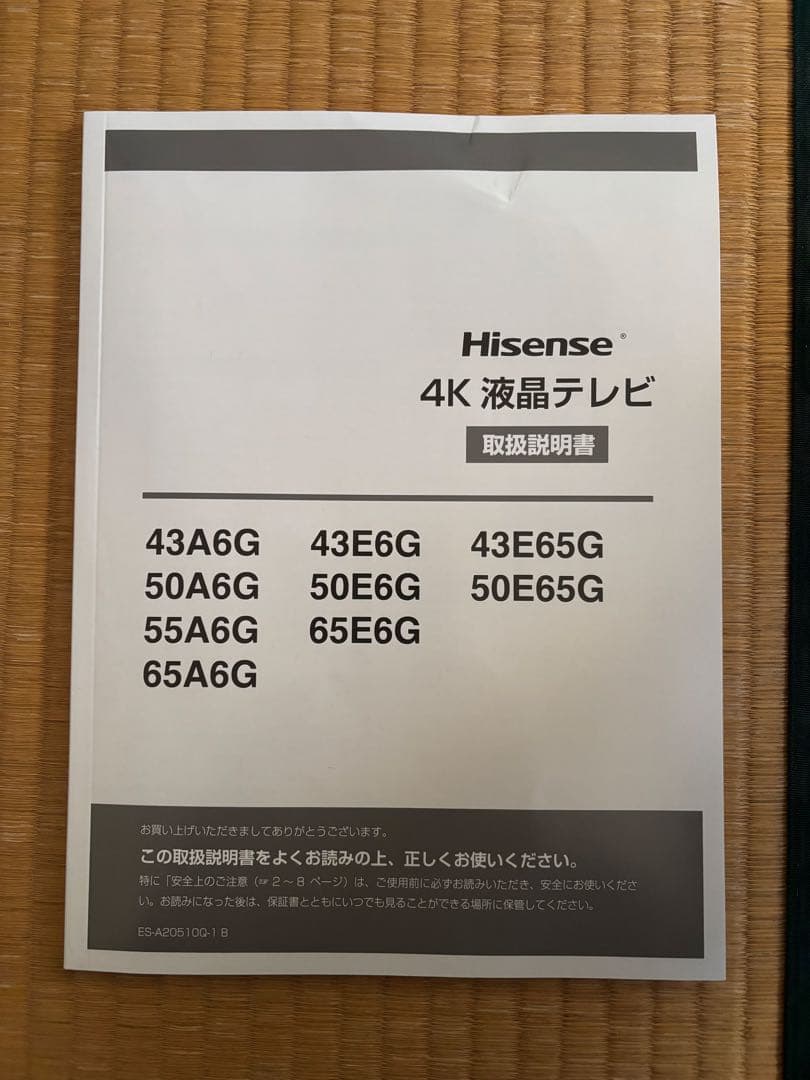 Hisense®
4K 液晶テレビ
取扱説明書
43A6G 43E6G 43E65G
50A6G 50E6G 50E65G
55A6G 65E6G
65A6G
お買い上げいただきましてありがとうございます。
この取扱説明書をよくお読みの上、正しくお使いください。
特に「安全上のご注意（☞ 2 ～ 8 ページ）は、ご使用前に必ずお読みいただき、安全にお使いくださ
い。お読みになった後は、保証書とともにいつでも見ることができる場所に保管してください。
ES-A20510Q-1 B